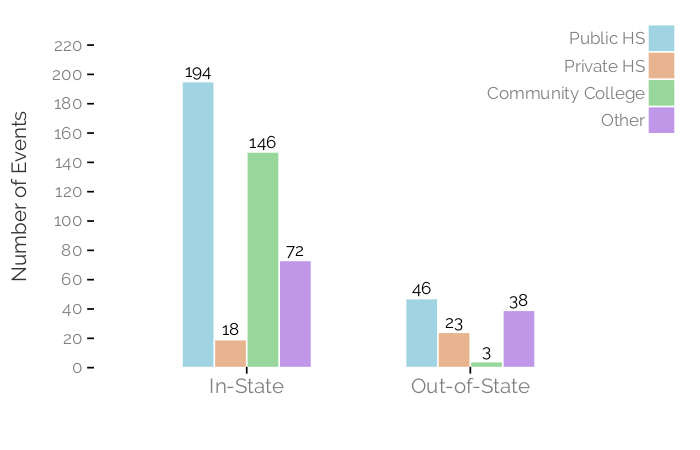 Number of Events
220
200
180
160
140
120
100
80
60
40
20
0
Public HS
Private HS
Community College
Other
194
18
146
72
46
23
3
38
In-State
Out-of-State